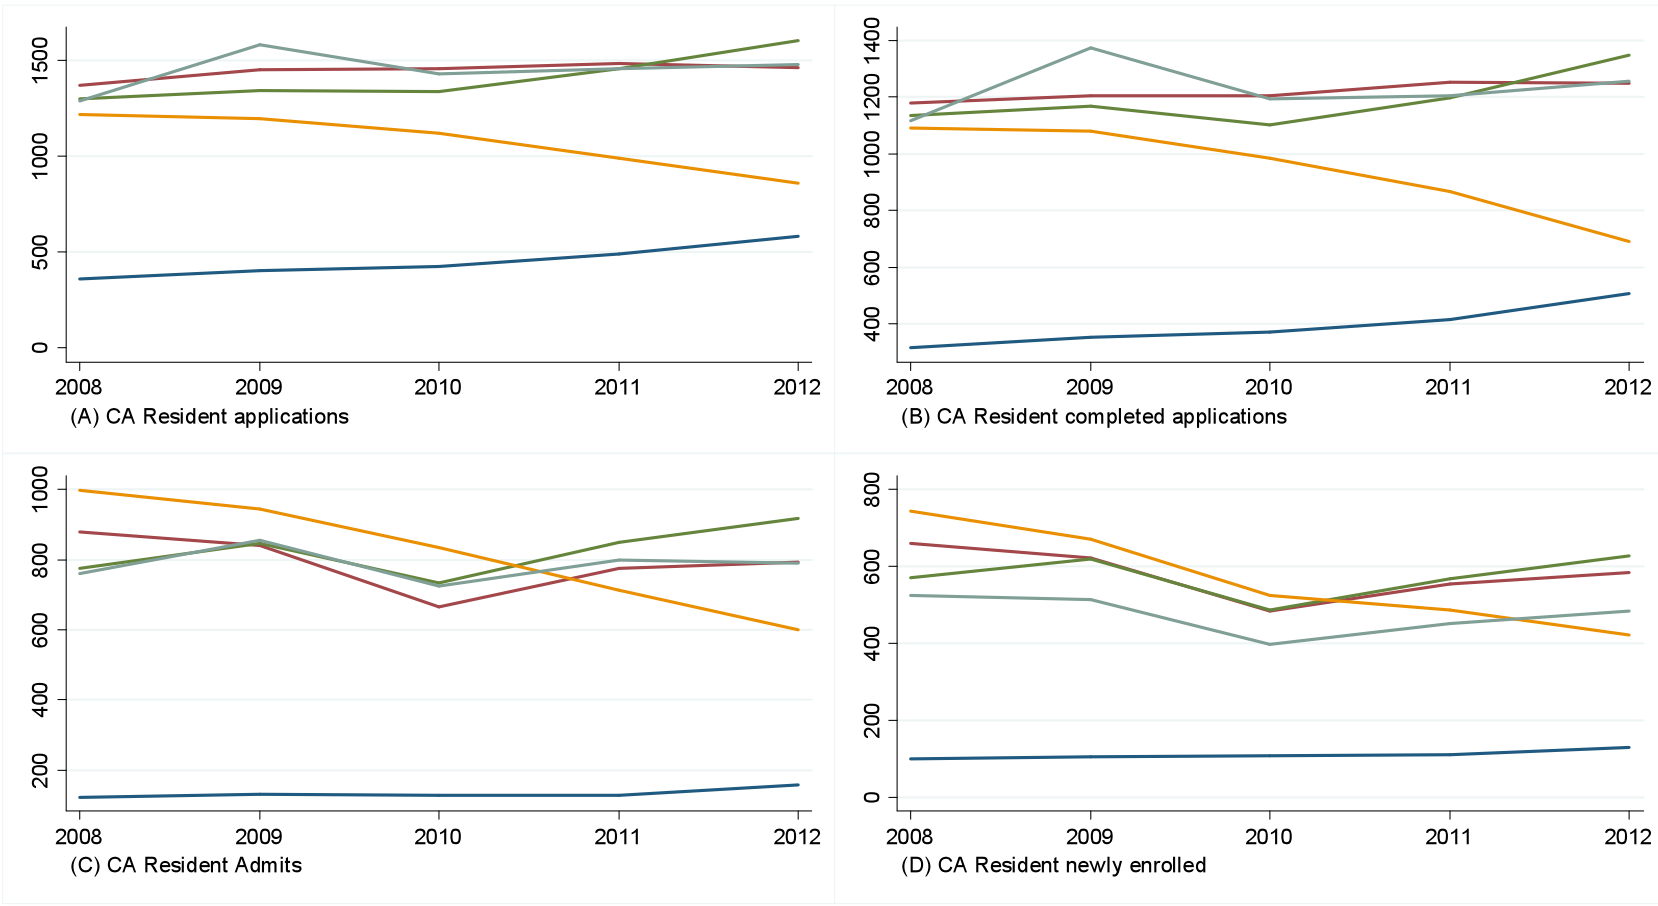 1500
1000
500
0
2008 2009 2010 2011 2012
(A) CA Resident applications
1400
1200
1000
800
600
400
2008 2009 2010 2011 2012
(B) CA Resident completed applications
1000
800
600
400
200
2008 2009 2010 2011 2012
(C) CA Resident Admits
800
600
400
200
0
2008 2009 2010 2011 2012
(D) CA Resident newly enrolled